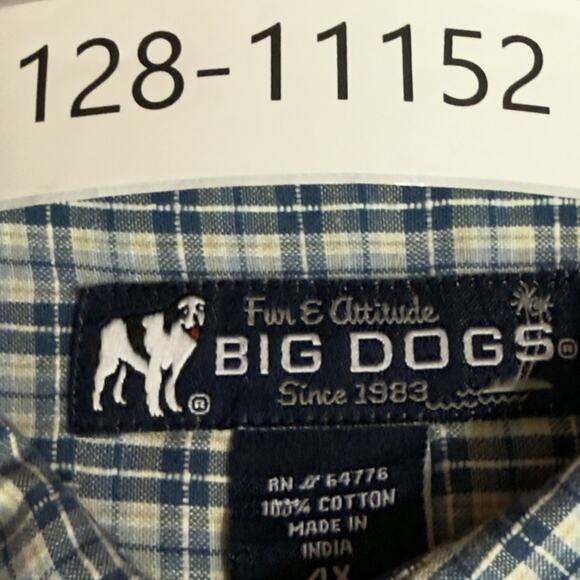 128-11152
Fun & Attitude
BIG DOGS®
Since 1983
®
RN # 64776
100% COTTON
MADE IN
INDIA
4X